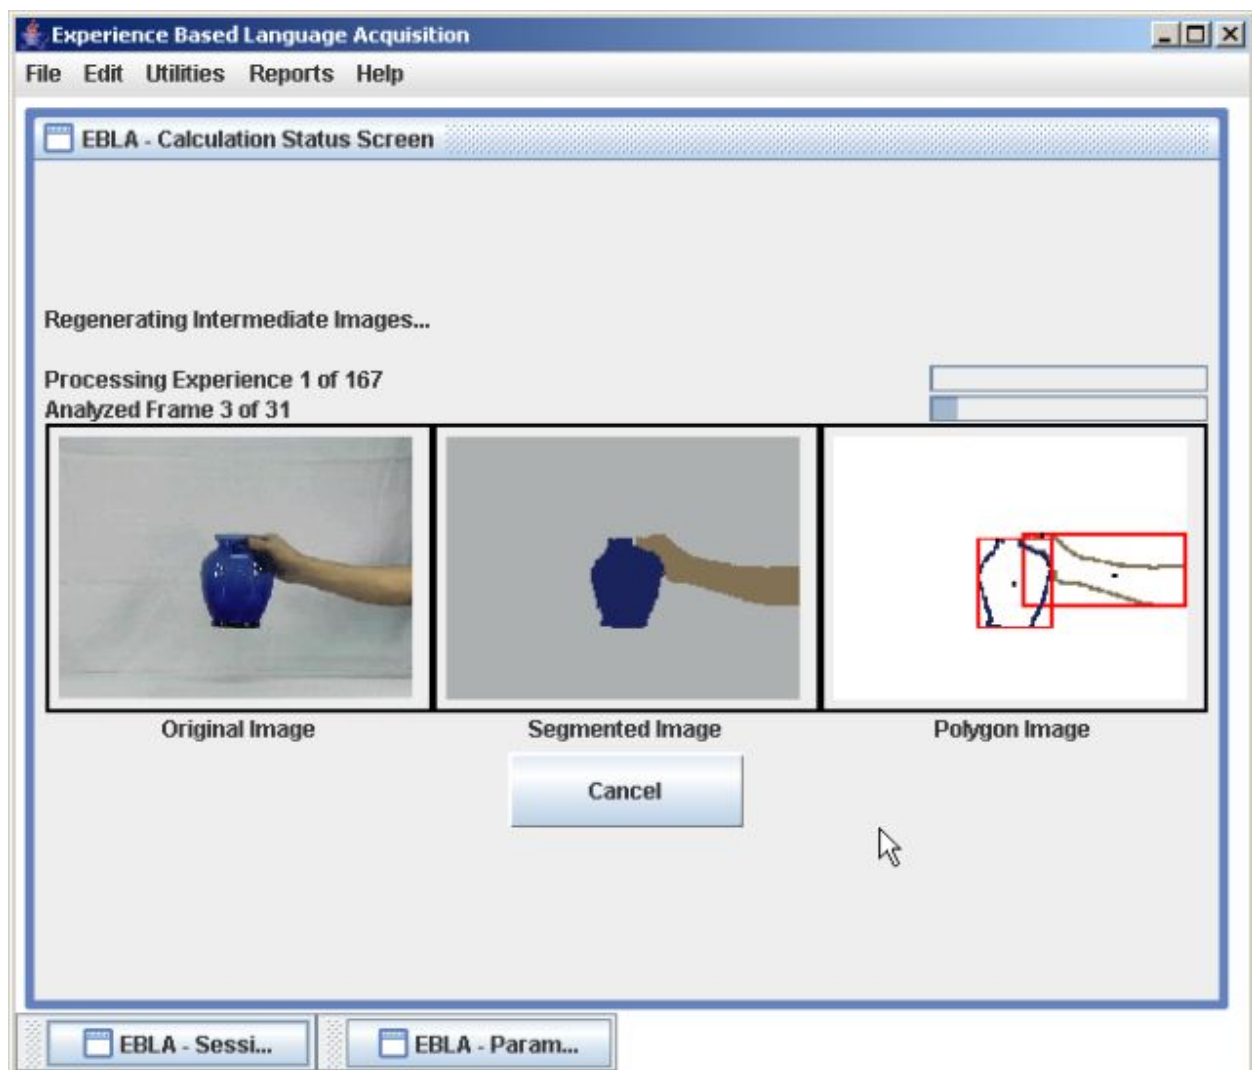 Experience Based Language Acquisition
File Edit Utilities Reports Help
EBLA - Calculation Status Screen
Regenerating Intermediate Images...
Processing Experience 1 of 167
Analyzed Frame 3 of 31
Original Image Segmented Image Polygon Image
Cancel
EBLA - Sessi... EBLA - Param...